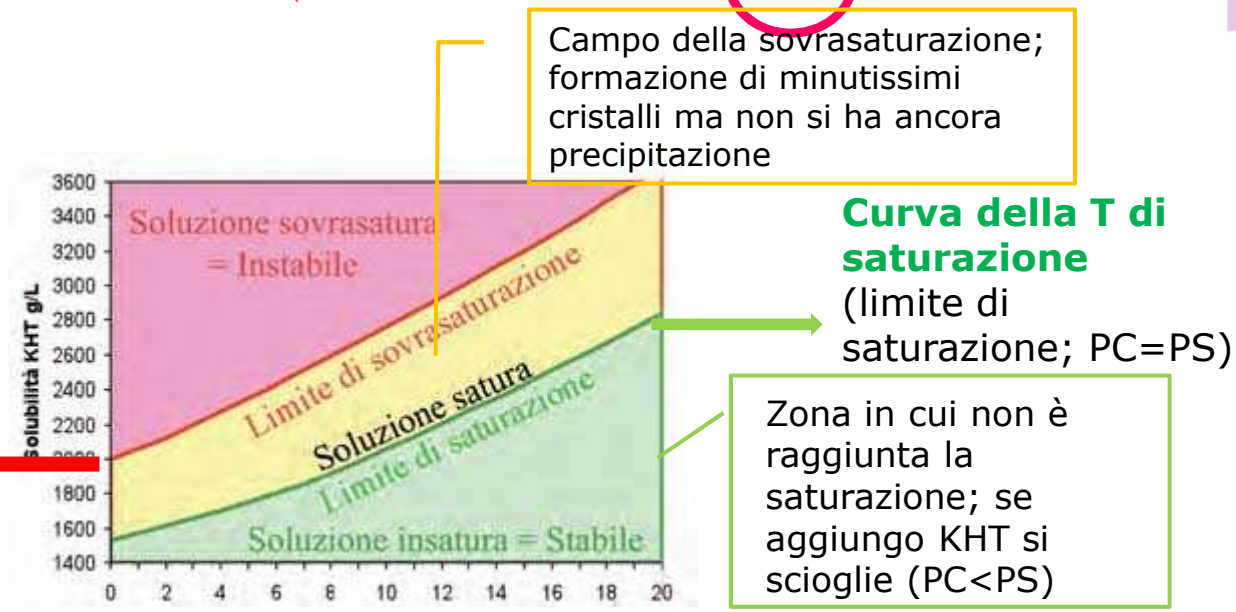 Campo della sovrasaturazione;
formazione di minutissimi
cristalli ma non si ha ancora
precipitazione
Curva della T di
saturazione
(limite di
saturazione; PC=PS)
Zona in cui non è
raggiunta la
saturazione; se
aggiungo KHT si
scioglie (PC<PS)
Solubilità KHT g/L
3600
3400
3200
3000
2800
2600
2400
2200
2000
1800
1600
1400
Soluzione sovrasatura
= Instabile
Limite di sovrasaturazione
Soluzione satura
Limite di saturazione
Soluzione insatura = Stabile
0 2 4 6 8 10 12 14 16 18 20